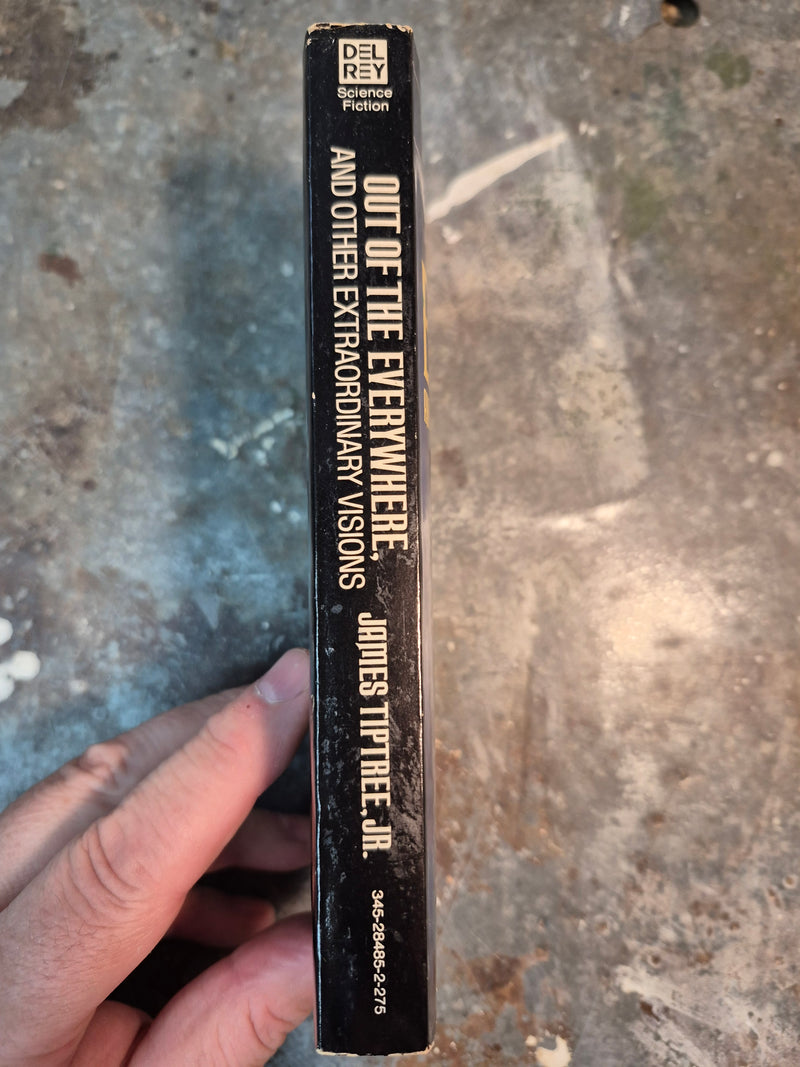 DEL
REY
Science
Fiction
OUT OF THE EVERYWHERE,
AND OTHER EXTRAORDINARY VISIONS
JAMES TIPTREE, JR.
345-28485-2-275